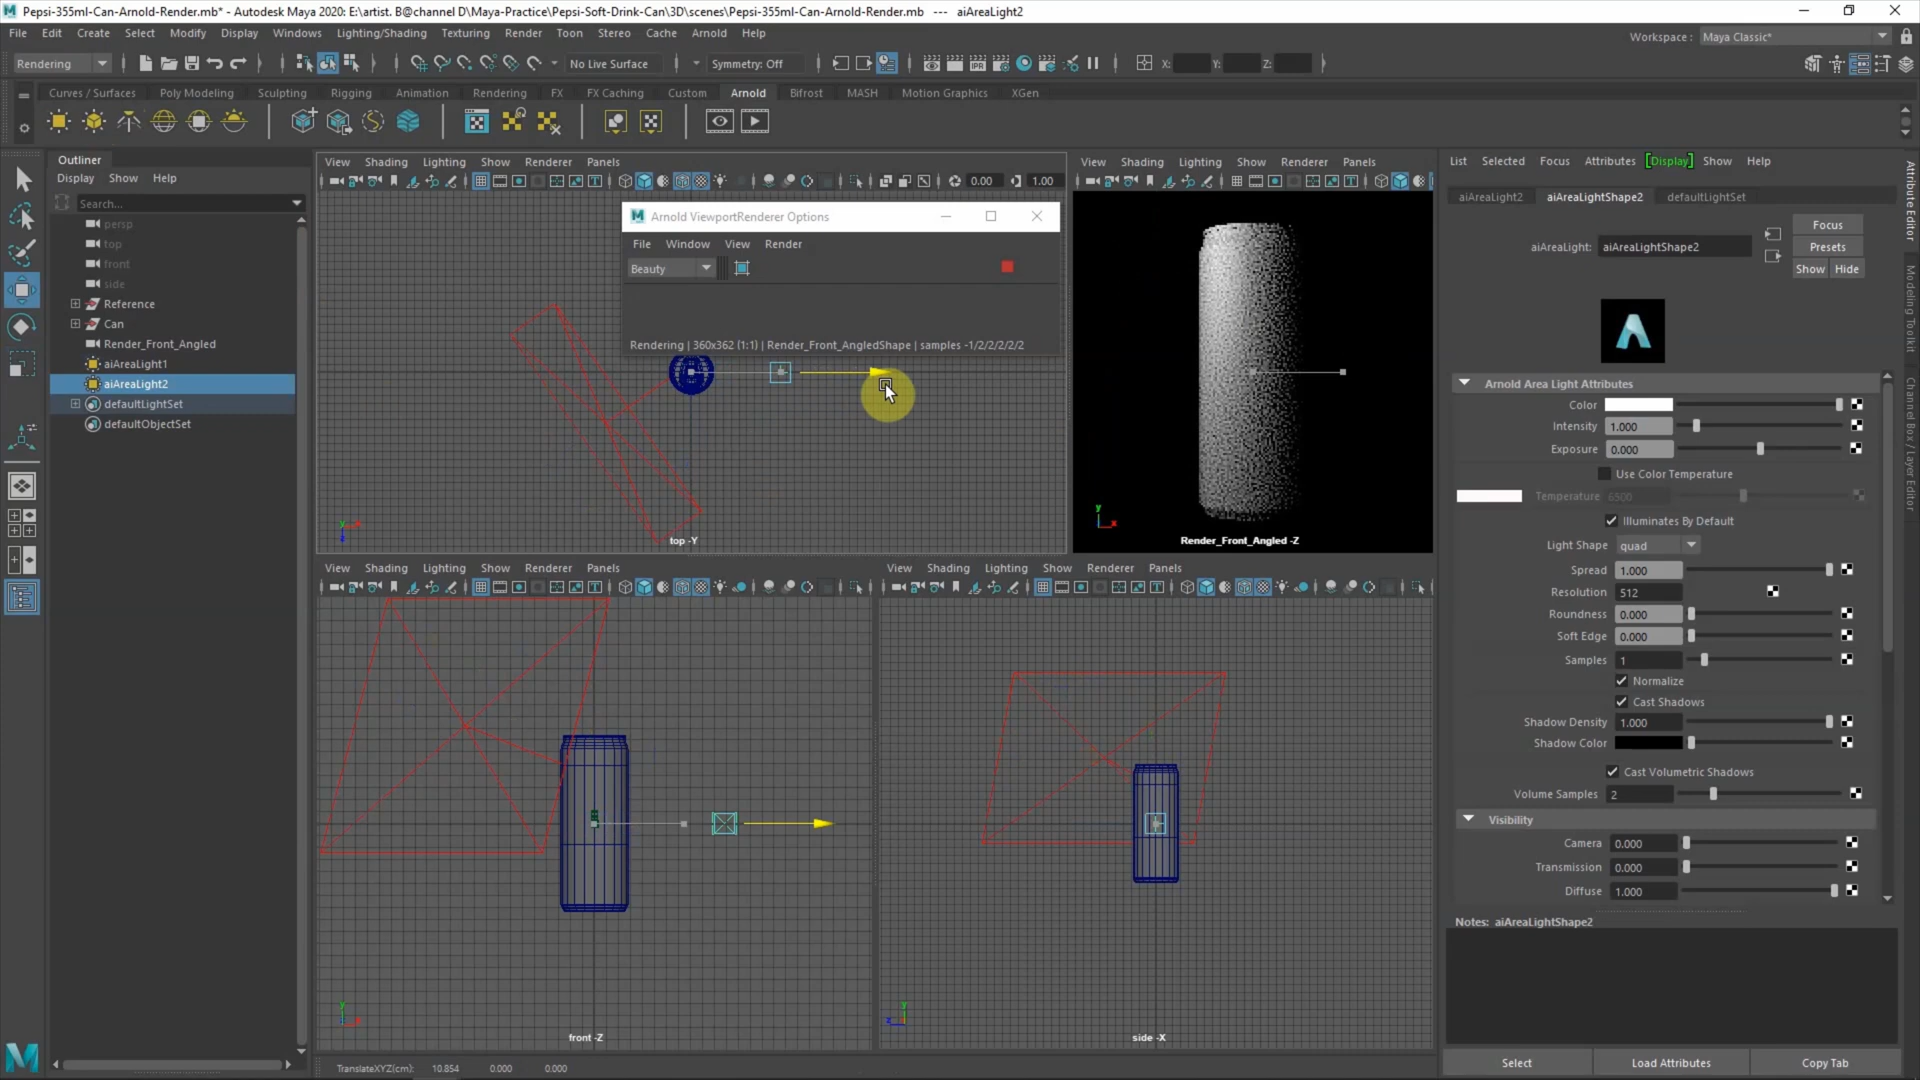 Pepsi-355ml-Can-Arnold-Render.mb* - Autodesk Maya 2020: E:\artist. B@channel D\Maya-Practice\Pepsi-Soft-Drink-Can\3D\scenes\Pepsi-355ml-Can-Arnold-Render.mb --- aiAreaLight2
File Edit Create Select Modify Display Windows Lighting/Shading Texturing Render Toon Stereo Cache Arnold Help
Workspace : Maya Classic*
Rendering No Live Surface Symmetry: Off X: Y: Z:
Curves / Surfaces Poly Modeling Sculpting Rigging Animation Rendering FX FX Caching Custom Arnold Bifrost MASH Motion Graphics XGen
Outliner
Display Show Help
Search...
persp
top
front
side
Reference
Can
Render_Front_Angled
aiAreaLight1
aiAreaLight2
defaultLightSet
defaultObjectSet
View Shading Lighting Show Renderer Panels
0.00 1.00
Arnold ViewportRenderer Options
File Window View Render
Beauty
Rendering | 360x362 (1:1) | Render_Front_AngledShape | samples -1/2/2/2/2/2
top -Y
View Shading Lighting Show Renderer Panels
Render_Front_Angled -Z
View Shading Lighting Show Renderer Panels
front -Z
View Shading Lighting Show Renderer Panels
side -X
TranslateXYZ(cm): 10.854 0.000 0.000
List Selected Focus Attributes [Display] Show Help
aiAreaLight2 aiAreaLightShape2 defaultLightSet
aiAreaLight: aiAreaLightShape2
Focus
Presets
Show Hide
Arnold Area Light Attributes
Color
Intensity 1.000
Exposure 0.000
Use Color Temperature
Temperature 6500
Illuminates By Default
Light Shape quad
Spread 1.000
Resolution 512
Roundness 0.000
Soft Edge 0.000
Samples 1
Normalize
Cast Shadows
Shadow Density 1.000
Shadow Color
Cast Volumetric Shadows
Volume Samples 2
Visibility
Camera 0.000
Transmission 0.000
Diffuse 1.000
Notes: aiAreaLightShape2
Select Load Attributes Copy Tab
Attribute Editor
Modeling Toolkit
Channel Box / Layer Editor